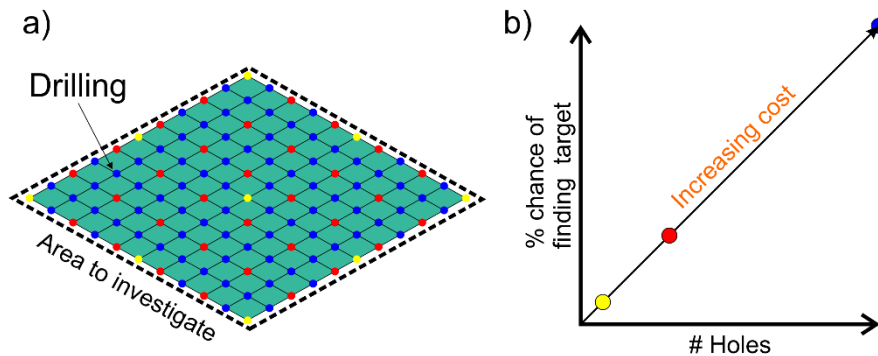 a)
Drilling
Area to investigate
b)
% chance of
finding target
Increasing cost
# Holes